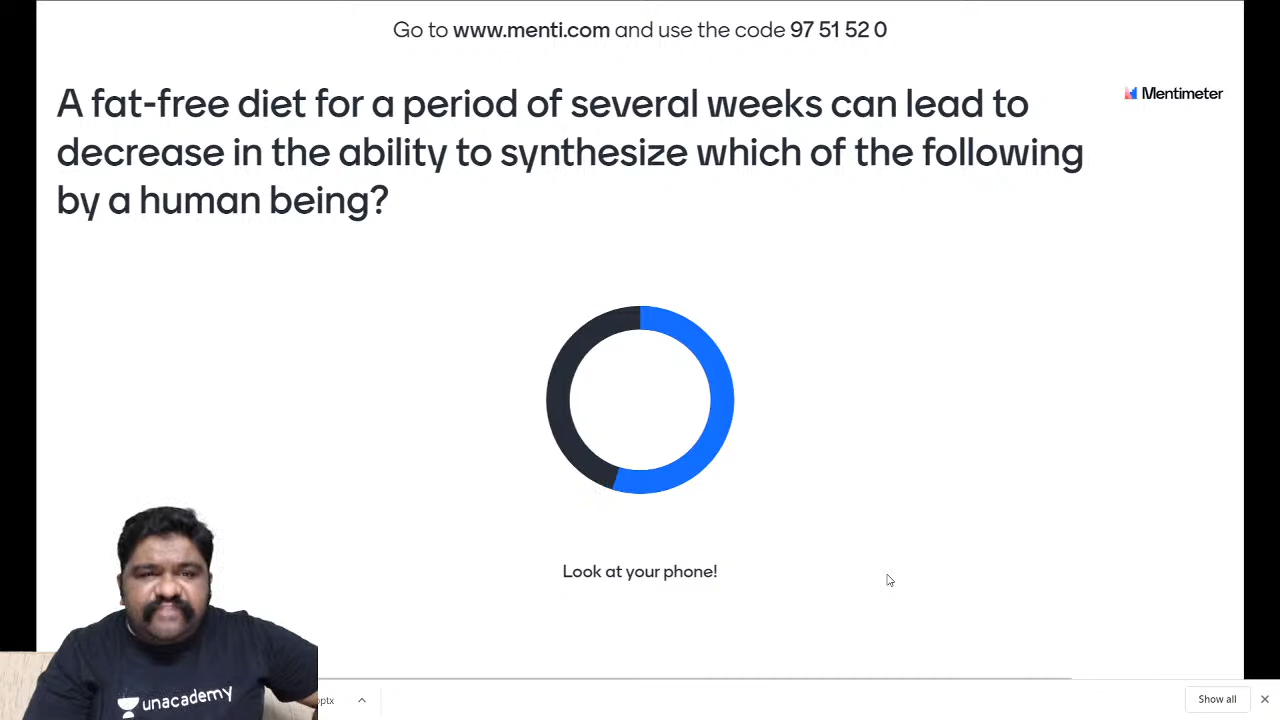 Go to www.menti.com and use the code 97 51 52 0
A fat-free diet for a period of several weeks can lead to
decrease in the ability to synthesize which of the following
by a human being?
Mentimeter
Look at your phone!
unacademy
pptx
Show all